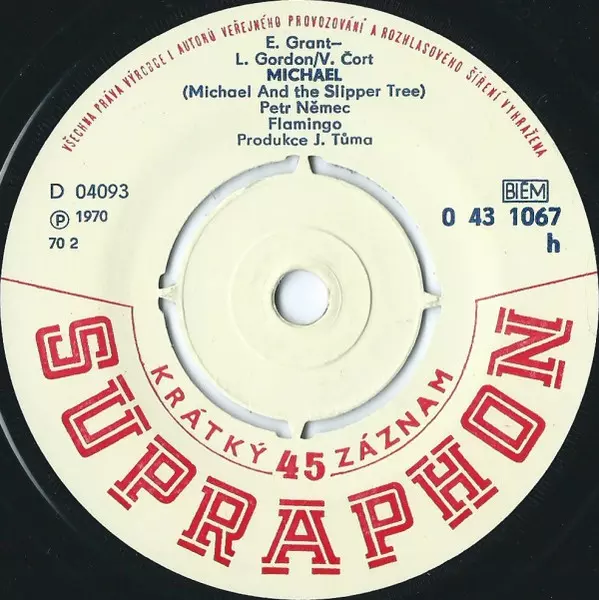 VŠECHNA PRÁVA VÝROBCE I AUTORŮ VEŘEJNÉHO PROVOZOVÁNÍ A ROZHLASOVÉHO ŠÍŘENÍ VYHRAŽENA
E. Grant–
L. Gordon/V. Čort
MICHAEL
(Michael And the Slipper Tree)
Petr Němec
Flamingo
Produkce J. Tůma
D 04093
Ⓟ 1970
70 2
BIEM
0 43 1067
h
KRÁTKÝ 45 ZÁZNAM
SUPRAPHON